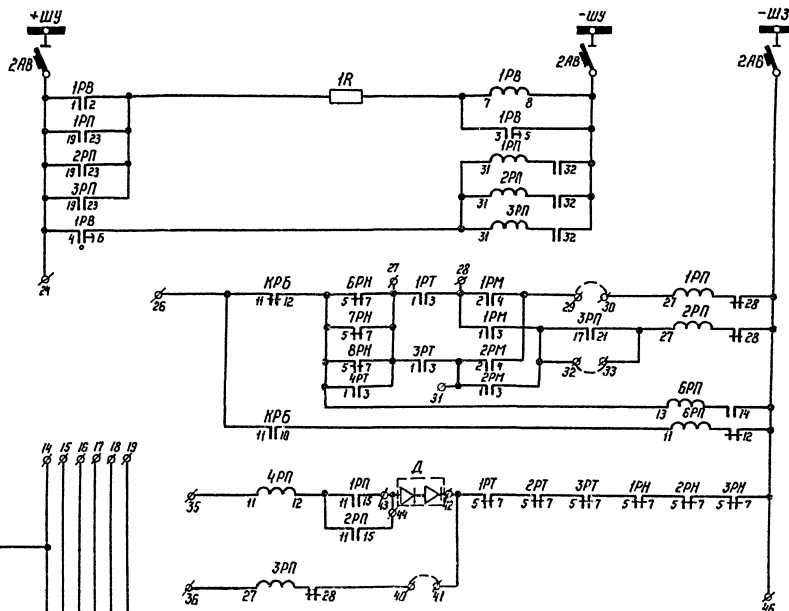 +ШУ -ШУ -ШЗ
2АВ 2АВ 2АВ
1РВ 1R 1РВ
1 2 7 8
1РП 1РВ
19 23 3 5
2РП 1РП
19 23 31 32
3РП 2РП
19 23 31 32
1РВ 3РП
4 6 31 32
21
26 КРБ 6РН 27 1РТ 28 1РМ 1РП
11 12 5 7 1 3 2 4 29 30 27 28
7РН 1РМ 3РП 2РП
5 7 1 3 17 21 27 28
8РН 3РТ 2РМ
5 7 1 3 2 4 32 33
4РТ 2РМ
1 3 31 1 3
6РП
13 14
КРБ 6РП
11 10 11 12
14 15 16 17 18 19
4РП 1РП Д 1РТ 2РТ 3РТ 1РН 2РН 3РН
35 11 12 11 15 43 42 5 7 5 7 5 7 5 7 5 7 5 7
2РП 44
11 15
3РП
36 27 28 40 41
46